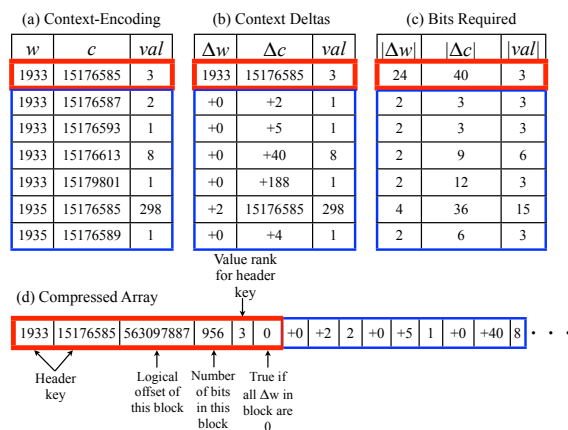 (a) Context-Encoding (b) Context Deltas (c) Bits Required
w c val Δw Δc val |Δw| |Δc| |val|
1933 15176585 3 1933 15176585 3 24 40 3
1933 15176587 2 +0 +2 1 2 3 3
1933 15176593 1 +0 +5 1 2 3 3
1933 15176613 8 +0 +40 8 2 9 6
1933 15179801 1 +0 +188 1 2 12 3
1935 15176585 298 +2 15176585 298 4 36 15
1935 15176589 1 +0 +4 1 2 6 3
Value rank
for header
key
(d) Compressed Array
1933 15176585 563097887 956 3 0 +0 +2 2 +0 +5 1 +0 +40 8 . . .
Header
key
Logical
offset of
this block
Number
of bits
in this
block
True if
all Δw in
block are
0